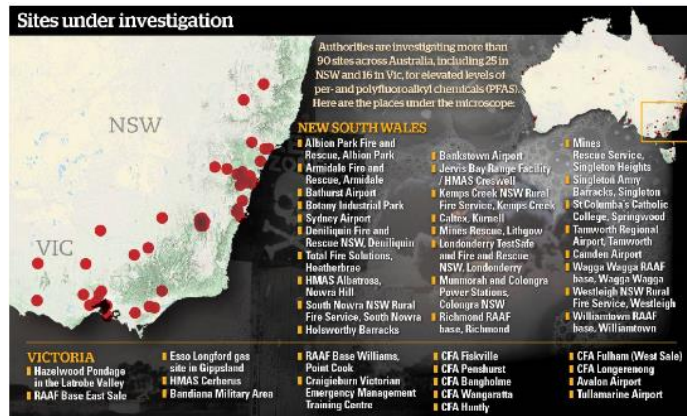 Sites under investigation
Authorities are investigating more than
90 sites across Australia, including 25 in
NSW and 16 in Vic, for elevated levels of
per- and polyfluoroalkyl chemicals (PFAS).
Here are the places under the microscope:
NSW
VIC
NEW SOUTH WALES
Albion Park Fire and
Rescue, Albion Park
Armidale Fire and
Rescue, Armidale
Bathurst Airport
Botany Industrial Park
Sydney Airport
Deniliquin Fire and
Rescue NSW, Deniliquin
Total Fire Solutions,
Heatherbrae
HMAS Albatross,
Nowra Hill
South Nowra NSW Rural
Fire Service, South Nowra
Holsworthy Barracks
Bankstown Airport
Jervis Bay Range Facility
/ HMAS Creswell
Kemps Creek NSW Rural
Fire Service, Kemps Creek
Caltex, Kurnell
Mines Rescue, Lithgow
Londonderry TestSafe
and Fire and Rescue
NSW, Londonderry
Munmorah and Colongra
Power Stations,
Colongra NSW
Richmond RAAF
base, Richmond
Mines
Rescue Service,
Singleton Heights
Singleton Army
Barracks, Singleton
St Columba's Catholic
College, Springwood
Tamworth Regional
Airport, Tamworth
Camden Airport
Wagga Wagga RAAF
base, Wagga Wagga
Westleigh NSW Rural
Fire Service, Westleigh
Williamtown RAAF
base, Williamtown
VICTORIA
Hazelwood Pondage
in the Latrobe Valley
RAAF Base East Sale
Esso Longford gas
site in Gippsland
HMAS Cerberus
Bandiana Military Area
RAAF Base Williams,
Point Cook
Craigieburn Victorian
Emergency Management
Training Centre
CFA Fiskville
CFA Penshurst
CFA Bangholme
CFA Wangaratta
CFA Huntly
CFA Fulham (West Sale)
CFA Longerenong
Avalon Airport
Tullamarine Airport